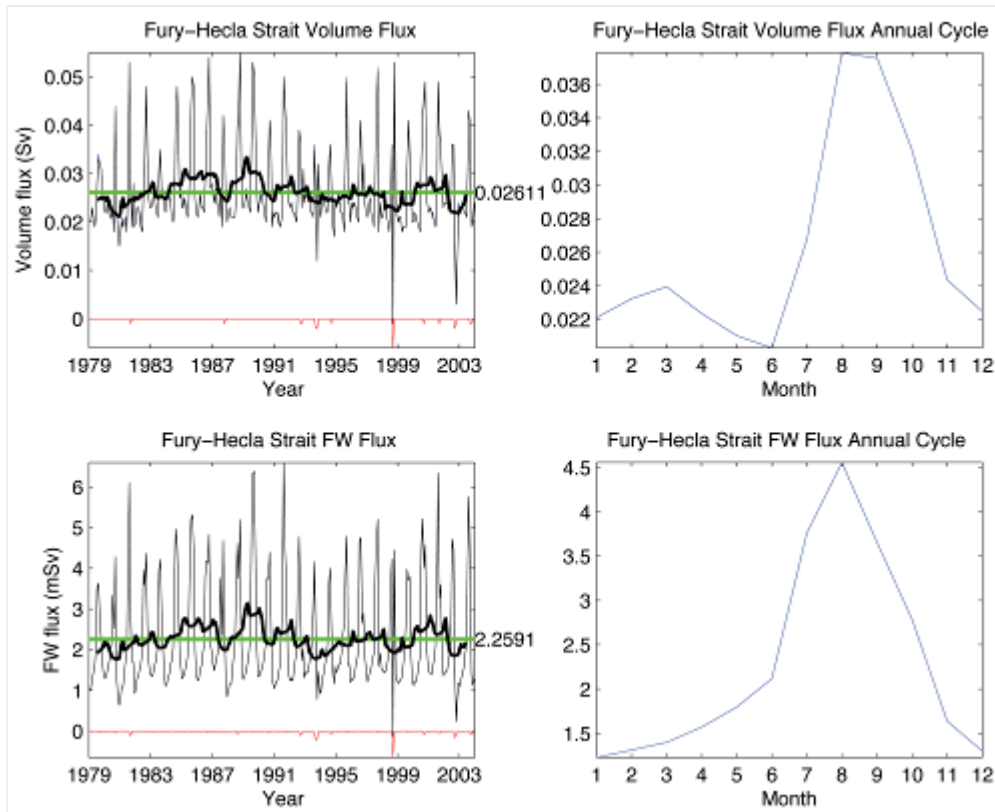 Fury-Hecla Strait Volume Flux
0.05
0.04
0.03
0.02
0.01
0
Volume flux (Sv)
0.02611
1979 1983 1987 1991 1995 1999 2003
Year
Fury-Hecla Strait Volume Flux Annual Cycle
0.036
0.034
0.032
0.03
0.028
0.026
0.024
0.022
1 2 3 4 5 6 7 8 9 10 11 12
Month
Fury-Hecla Strait FW Flux
6
5
4
3
2
1
0
FW flux (mSv)
2.2591
1979 1983 1987 1991 1995 1999 2003
Year
Fury-Hecla Strait FW Flux Annual Cycle
4.5
4
3.5
3
2.5
2
1.5
1 2 3 4 5 6 7 8 9 10 11 12
Month